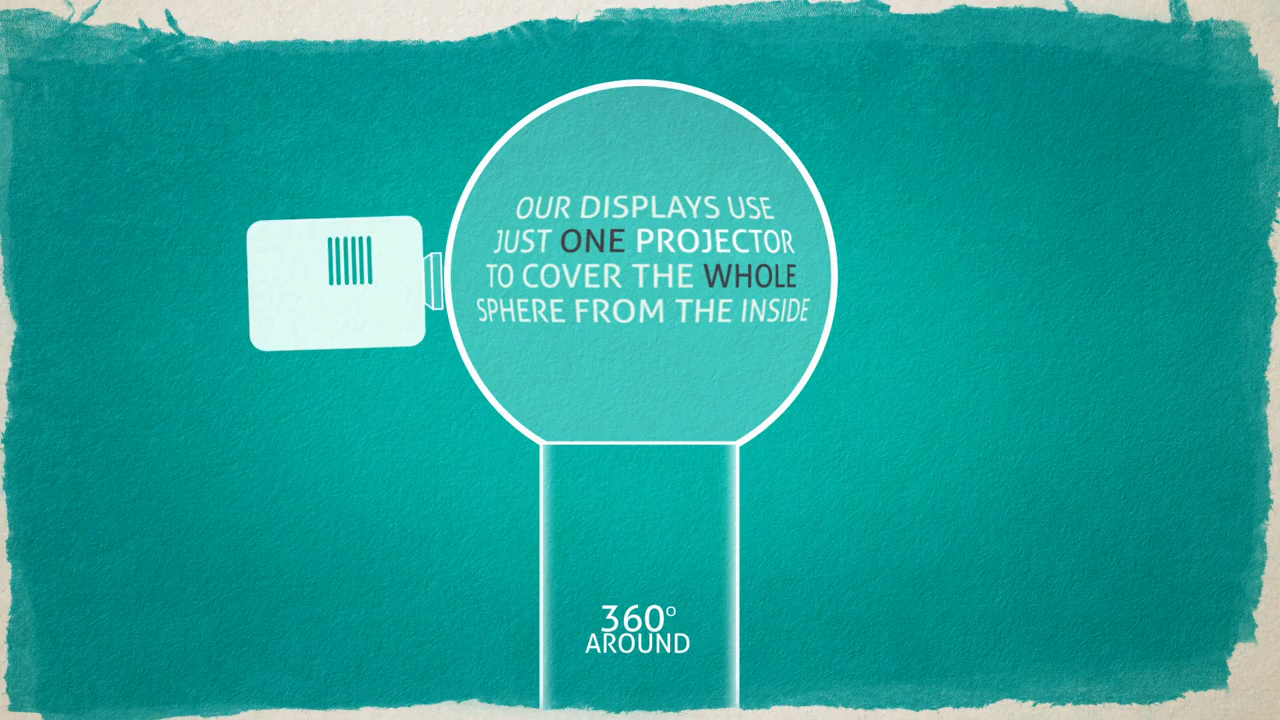 OUR DISPLAYS USE
JUST ONE PROJECTOR
TO COVER THE WHOLE
SPHERE FROM THE INSIDE
360°
AROUND